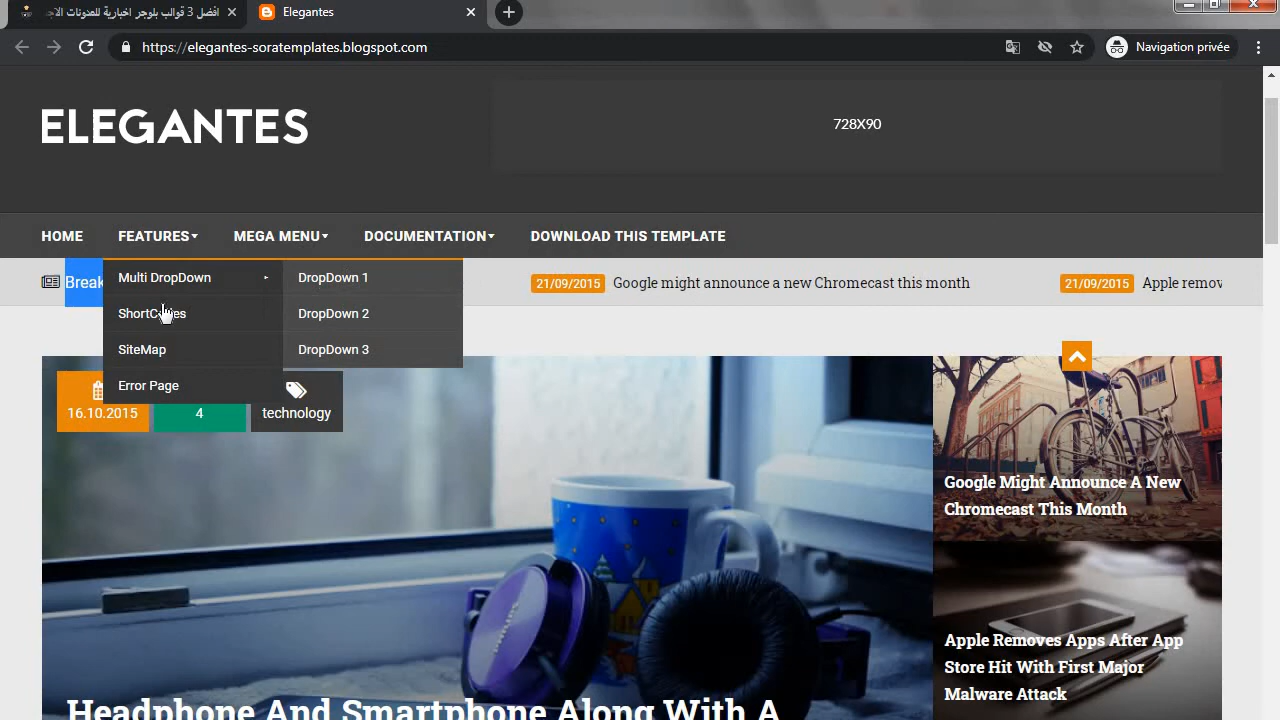 افضل 3 قوالب بلوجر اخبارية للمدونات الاجن
Elegantes
https://elegantes-soratemplates.blogspot.com
Navigation privée
ELEGANTES
728X90
HOME
FEATURES
MEGA MENU
DOCUMENTATION
DOWNLOAD THIS TEMPLATE
Break
21/09/2015
Google might announce a new Chromecast this month
21/09/2015
Apple remov
Multi DropDown
DropDown 1
ShortCodes
DropDown 2
SiteMap
DropDown 3
Error Page
16.10.2015
4
technology
Google Might Announce A New
Chromecast This Month
Apple Removes Apps After App
Store Hit With First Major
Malware Attack
Headphone And Smartphone Along With A